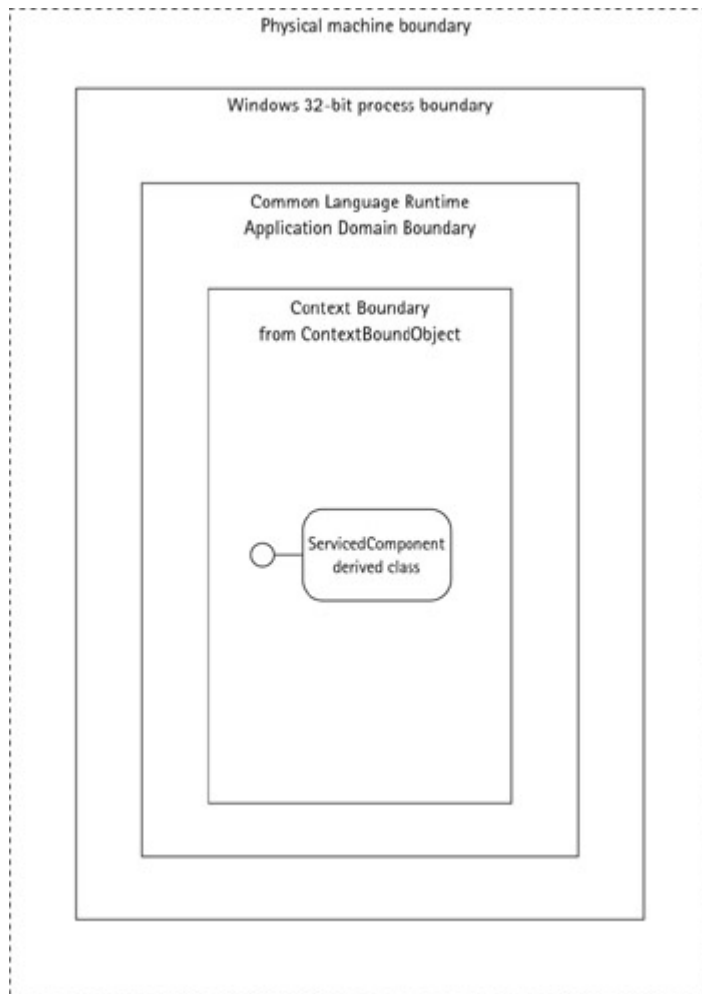 Physical machine boundary
Windows 32-bit process boundary
Common Language Runtime
Application Domain Boundary
Context Boundary
from ContextBoundObject
ServicedComponent
derived class